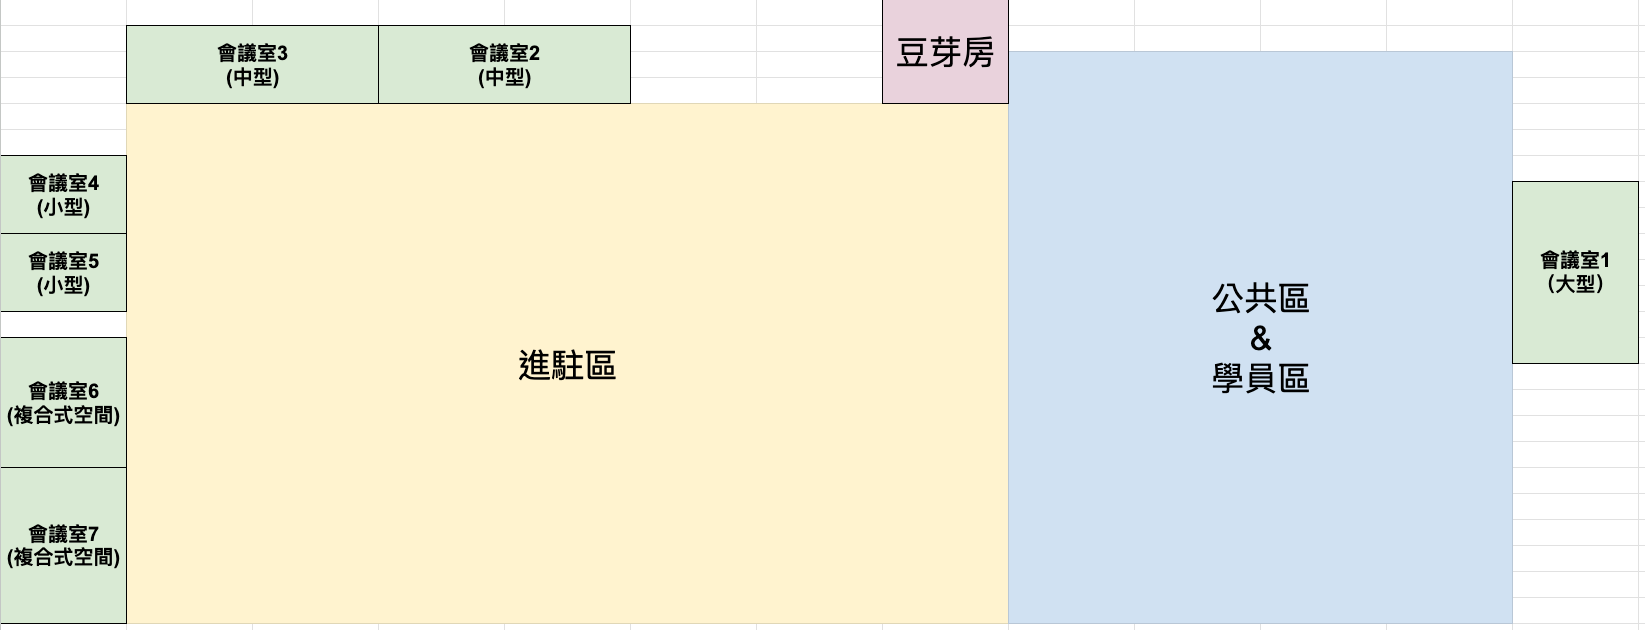 會議室3
(中型)
會議室2
(中型)
豆芽房
會議室4
(小型)
會議室5
(小型)
會議室6
(複合式空間)
會議室7
(複合式空間)
進駐區
公共區
&
學員區
會議室1
（大型）